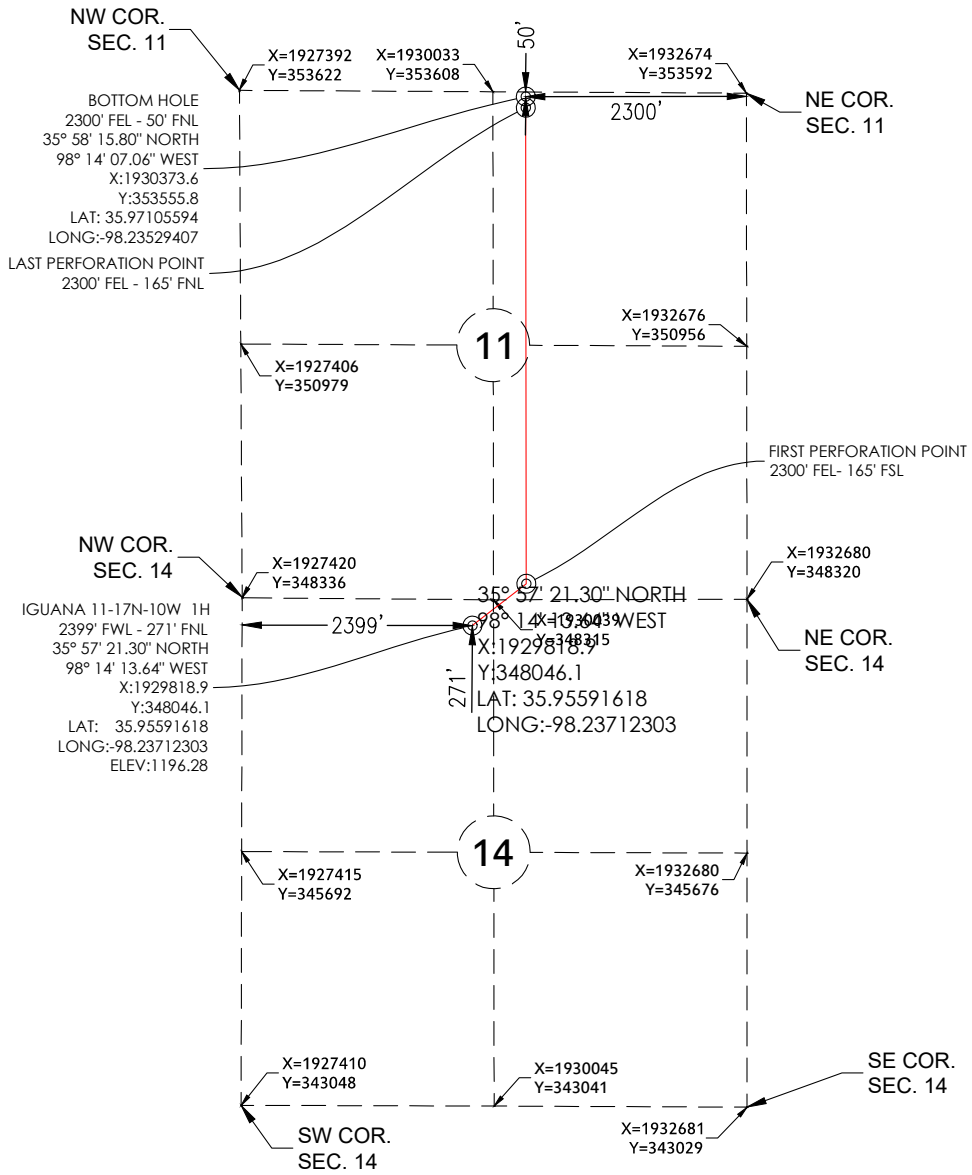 NW COR.
SEC. 11
X=1927392
Y=353622
X=1930033
Y=353608
50'
X=1932674
Y=353592
NE COR.
SEC. 11
2300'
BOTTOM HOLE
2300' FEL - 50' FNL
35° 58' 15.80" NORTH
98° 14' 07.06" WEST
X:1930373.6
Y:353555.8
LAT: 35.97105594
LONG:-98.23529407
LAST PERFORATION POINT
2300' FEL - 165' FNL
11
X=1932676
Y=350956
X=1927406
Y=350979
FIRST PERFORATION POINT
2300' FEL- 165' FSL
NW COR.
SEC. 14
X=1927420
Y=348336
X=1932680
Y=348320
NE COR.
SEC. 14
IGUANA 11-17N-10W 1H
2399' FWL - 271' FNL
35° 57' 21.30" NORTH
98° 14' 13.64" WEST
X:1929818.9
Y:348046.1
LAT: 35.95591618
LONG:-98.23712303
ELEV:1196.28
2399'
271'
35° 57' 21.30" NORTH
98° 14' 13.64" WEST
X=1930039
Y=348315
X:1929818.9
Y:348046.1
LAT: 35.95591618
LONG:-98.23712303
14
X=1927415
Y=345692
X=1932680
Y=345676
X=1927410
Y=343048
X=1930045
Y=343041
SE COR.
SEC. 14
X=1932681
Y=343029
SW COR.
SEC. 14